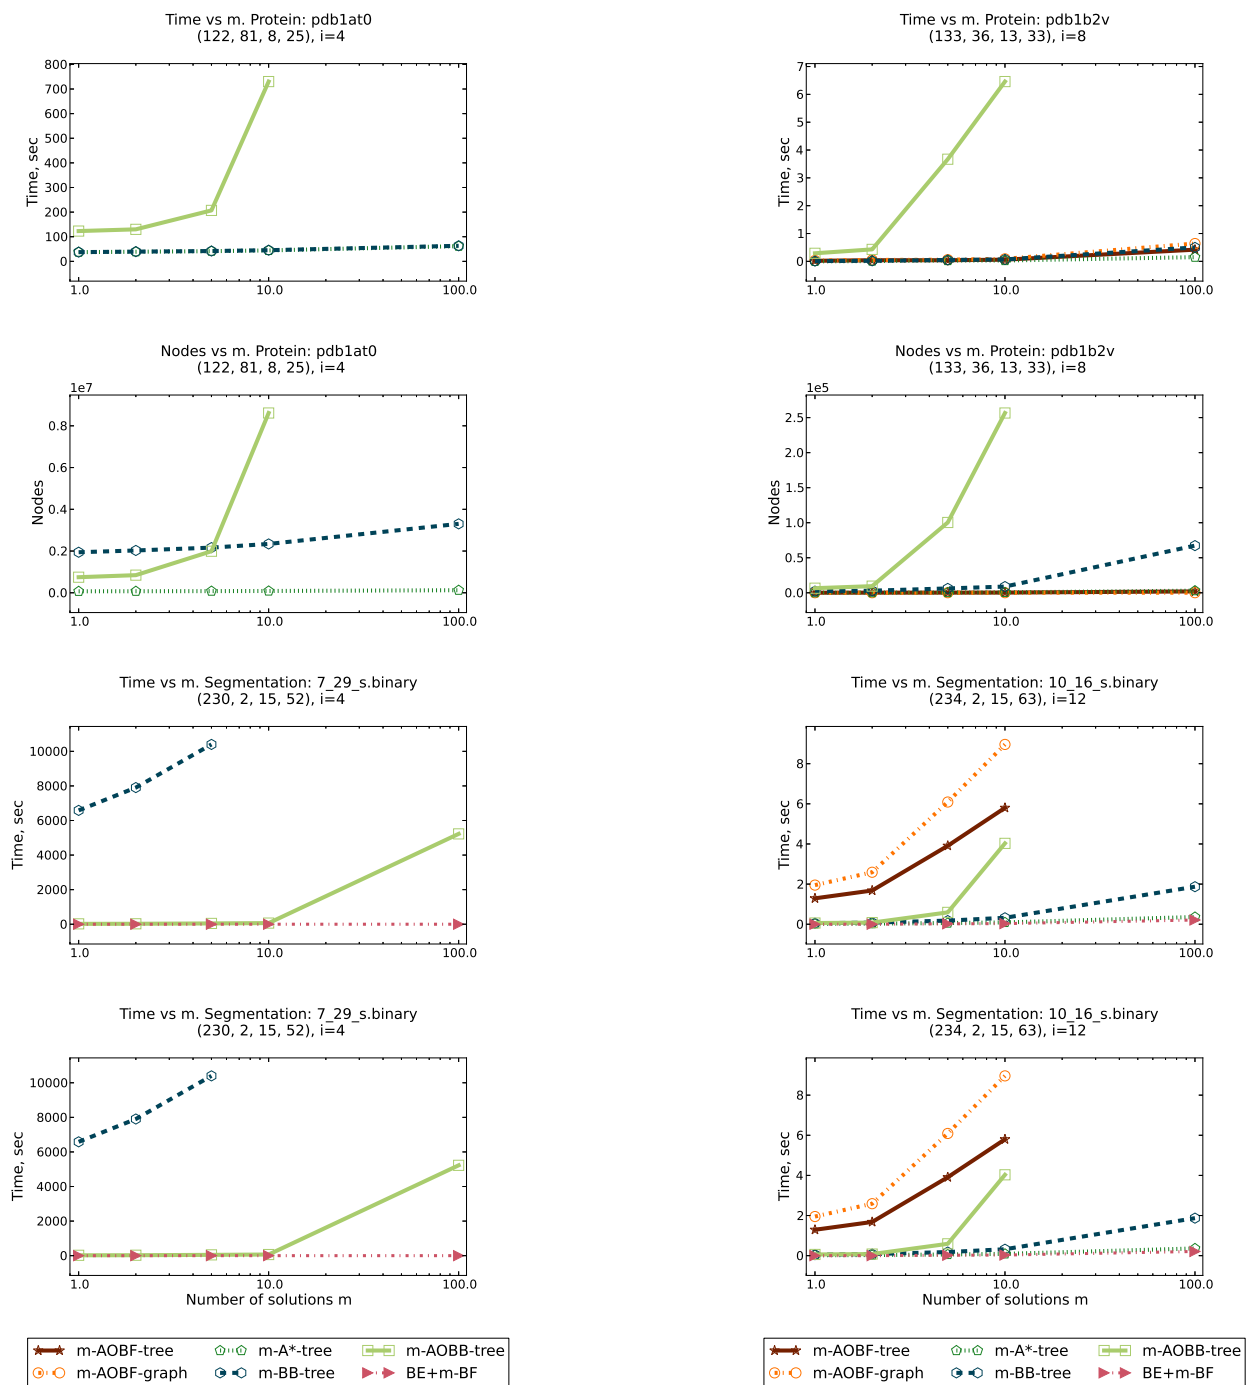 Time vs m. Protein: pdb1at0
(122, 81, 8, 25), i=4
Time, sec
800
700
600
500
400
300
200
100
0
1.0
10.0
100.0
Time vs m. Protein: pdb1b2v
(133, 36, 13, 33), i=8
Time, sec
7
6
5
4
3
2
1
0
1.0
10.0
100.0
Nodes vs m. Protein: pdb1at0
(122, 81, 8, 25), i=4
1e7
Nodes
0.8
0.6
0.4
0.2
0.0
1.0
10.0
100.0
Nodes vs m. Protein: pdb1b2v
(133, 36, 13, 33), i=8
1e5
Nodes
2.5
2.0
1.5
1.0
0.5
0.0
1.0
10.0
100.0
Time vs m. Segmentation: 7_29_s.binary
(230, 2, 15, 52), i=4
Time, sec
10000
8000
6000
4000
2000
0
1.0
10.0
100.0
Time vs m. Segmentation: 10_16_s.binary
(234, 2, 15, 63), i=12
Time, sec
8
6
4
2
0
1.0
10.0
100.0
Time vs m. Segmentation: 7_29_s.binary
(230, 2, 15, 52), i=4
Time, sec
10000
8000
6000
4000
2000
0
1.0
10.0
100.0
Number of solutions m
Time vs m. Segmentation: 10_16_s.binary
(234, 2, 15, 63), i=12
Time, sec
8
6
4
2
0
1.0
10.0
100.0
Number of solutions m
m-AOBF-tree
m-A*-tree
m-AOBB-tree
m-AOBF-graph
m-BB-tree
BE+m-BF
m-AOBF-tree
m-A*-tree
m-AOBB-tree
m-AOBF-graph
m-BB-tree
BE+m-BF